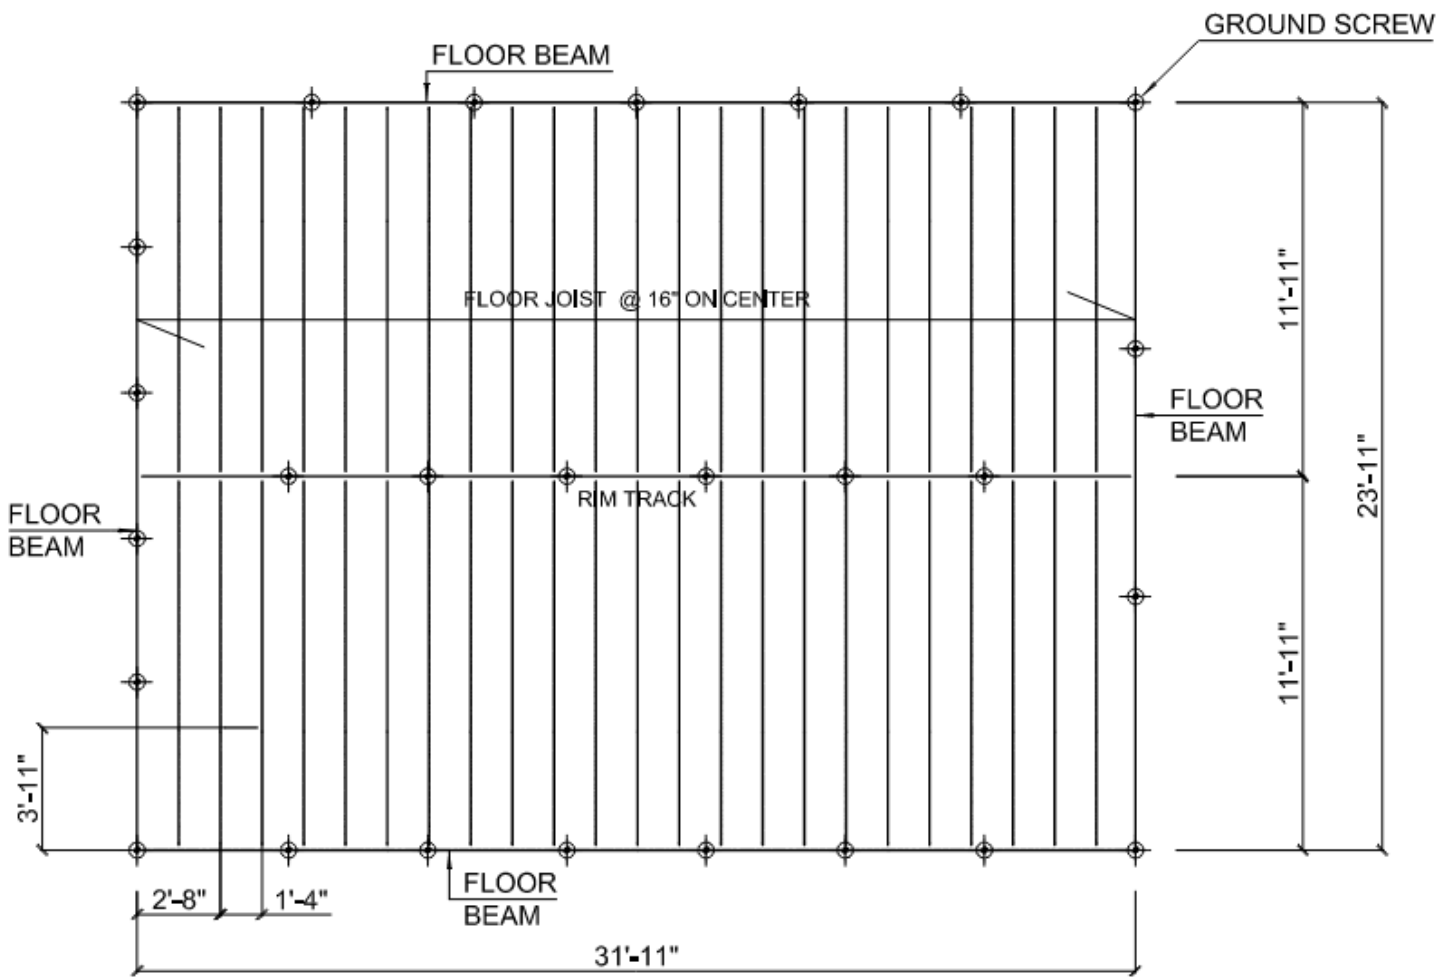 GROUND SCREW
FLOOR BEAM
FLOOR JOIST @ 16" ON CENTER
11'-11"
FLOOR
BEAM
23'-11"
RIM TRACK
FLOOR
BEAM
11'-11"
3'-11"
2'-8"
1'-4"
FLOOR
BEAM
31'-11"